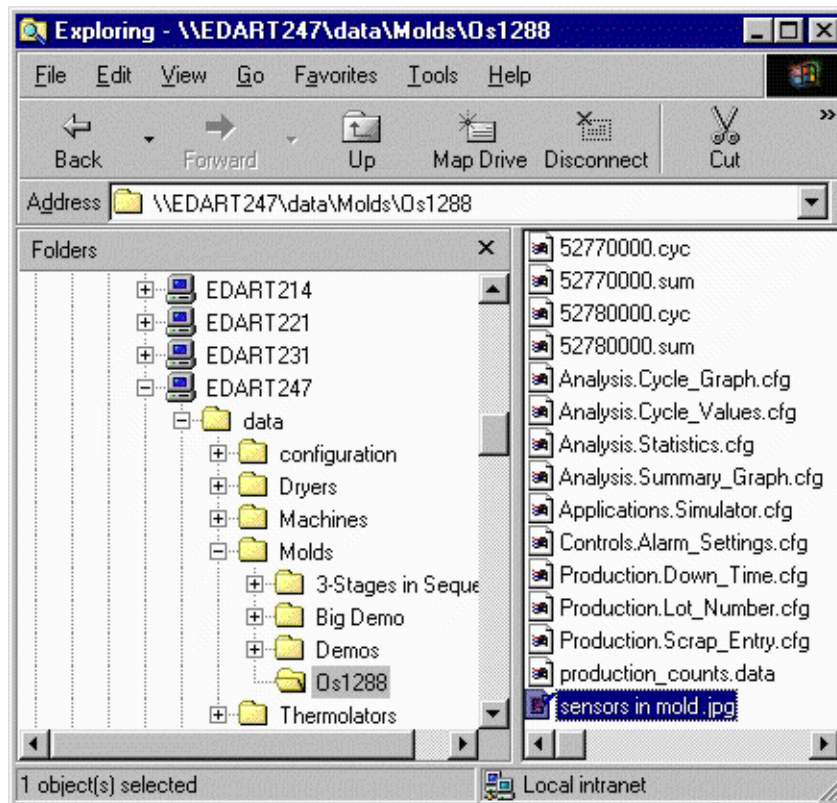 Exploring - \\EDART247\data\Molds\Os1288
File Edit View Go Favorites Tools Help
Back Forward Up Map Drive Disconnect Cut »
Address \\EDART247\data\Molds\Os1288
Folders
EDART214
EDART221
EDART231
EDART247
data
configuration
Dryers
Machines
Molds
3-Stages in Seque
Big Demo
Demos
Os1288
Thermolators
52770000.cyc
52770000.sum
52780000.cyc
52780000.sum
Analysis.Cycle_Graph.cfg
Analysis.Cycle_Values.cfg
Analysis.Statistics.cfg
Analysis.Summary_Graph.cfg
Applications.Simulator.cfg
Controls.Alarm_Settings.cfg
Production.Down_Time.cfg
Production.Lot_Number.cfg
Production.Scrap_Entry.cfg
production_counts.data
sensors in mold.jpg
1 object(s) selected
Local intranet